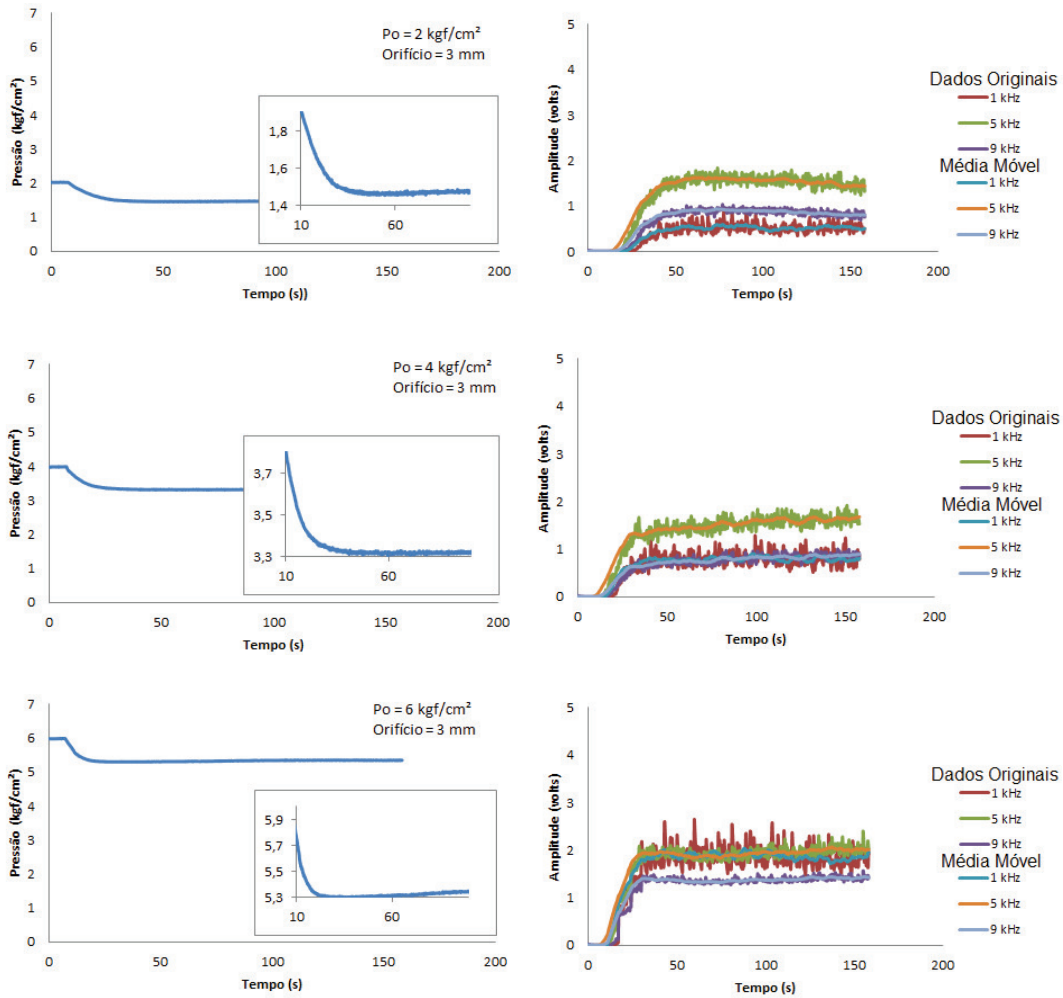 Po = 2 kgf/cm²
Orifício = 3 mm
Pressão (kgf/cm²)
7
6
5
4
3
2
1
0
0 50 100 150 200
Tempo (s))
1,8
1,6
1,4
10 60
Amplitude (volts)
5
4
3
2
1
0
0 50 100 150 200
Tempo (s)
Dados Originais
1 kHz
5 kHz
9 kHz
Média Móvel
1 kHz
5 kHz
9 kHz
Po = 4 kgf/cm²
Orifício = 3 mm
Pressão (kgf/cm²)
7
6
5
4
3
2
1
0
0 50 100 150 200
Tempo (s)
3,7
3,5
3,3
10 60
Amplitude (volts)
5
4
3
2
1
0
0 50 100 150 200
Tempo (s)
Dados Originais
1 kHz
5 kHz
9 kHz
Média Móvel
1 kHz
5 kHz
9 kHz
Po = 6 kgf/cm²
Orifício = 3 mm
Pressão (kgf/cm²)
7
6
5
4
3
2
1
0
0 50 100 150 200
Tempo (s)
5,9
5,7
5,5
5,3
10 60
Amplitude (volts)
5
4
3
2
1
0
0 50 100 150 200
Tempo (s)
Dados Originais
1 kHz
5 kHz
9 kHz
Média Móvel
1 kHz
5 kHz
9 kHz